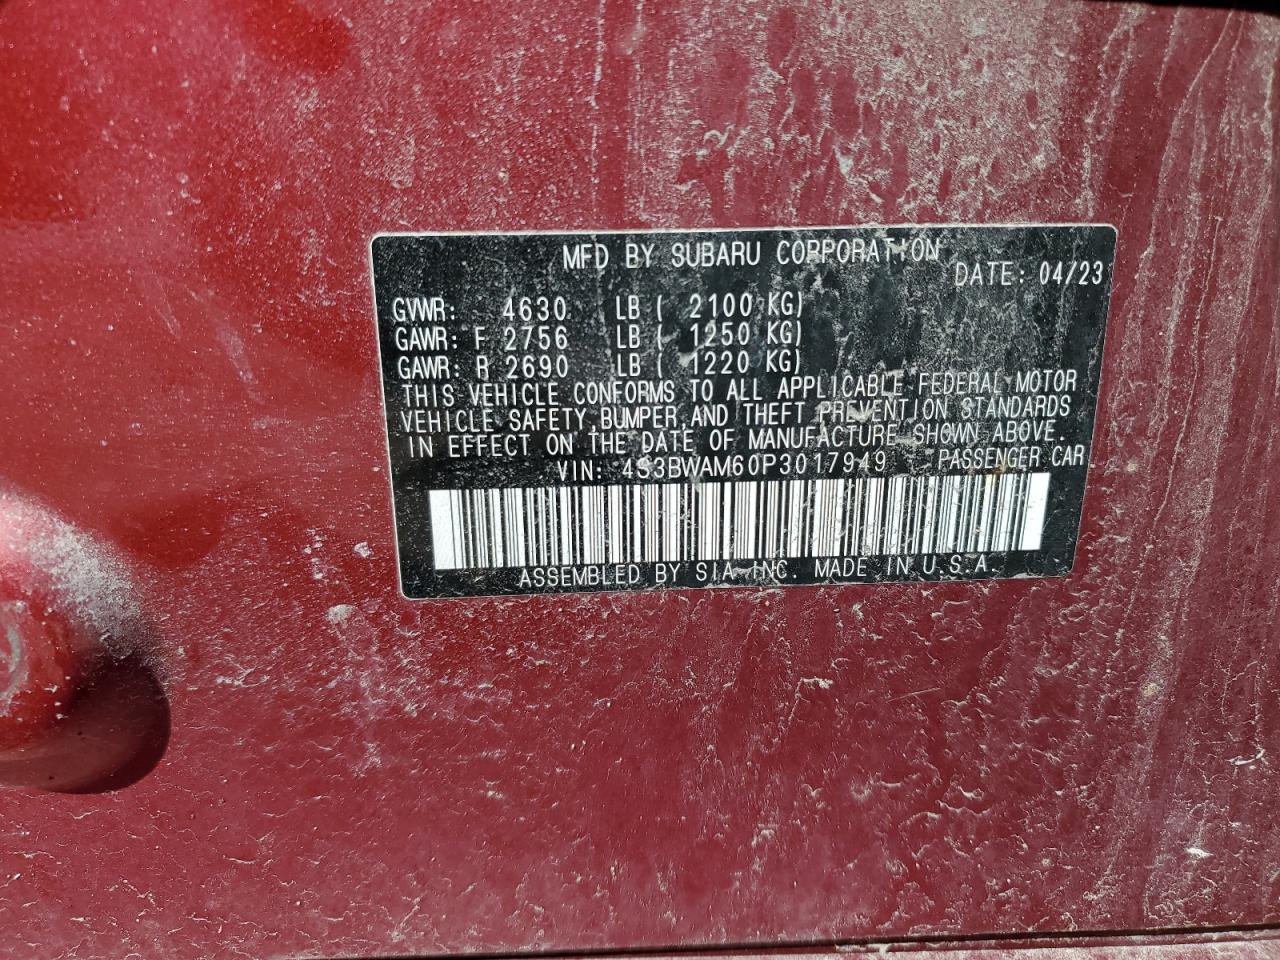 MFD BY SUBARU CORPORATION
DATE: 04/23
GVWR: 4630 LB ( 2100 KG)
GAWR: F 2756 LB ( 1250 KG)
GAWR: R 2690 LB ( 1220 KG)
THIS VEHICLE CONFORMS TO ALL APPLICABLE FEDERAL MOTOR
VEHICLE SAFETY, BUMPER, AND THEFT PREVENTION STANDARDS
IN EFFECT ON THE DATE OF MANUFACTURE SHOWN ABOVE.
VIN: 4S3BWAM60P3017949 PASSENGER CAR
ASSEMBLED BY SIA INC. MADE IN U.S.A.